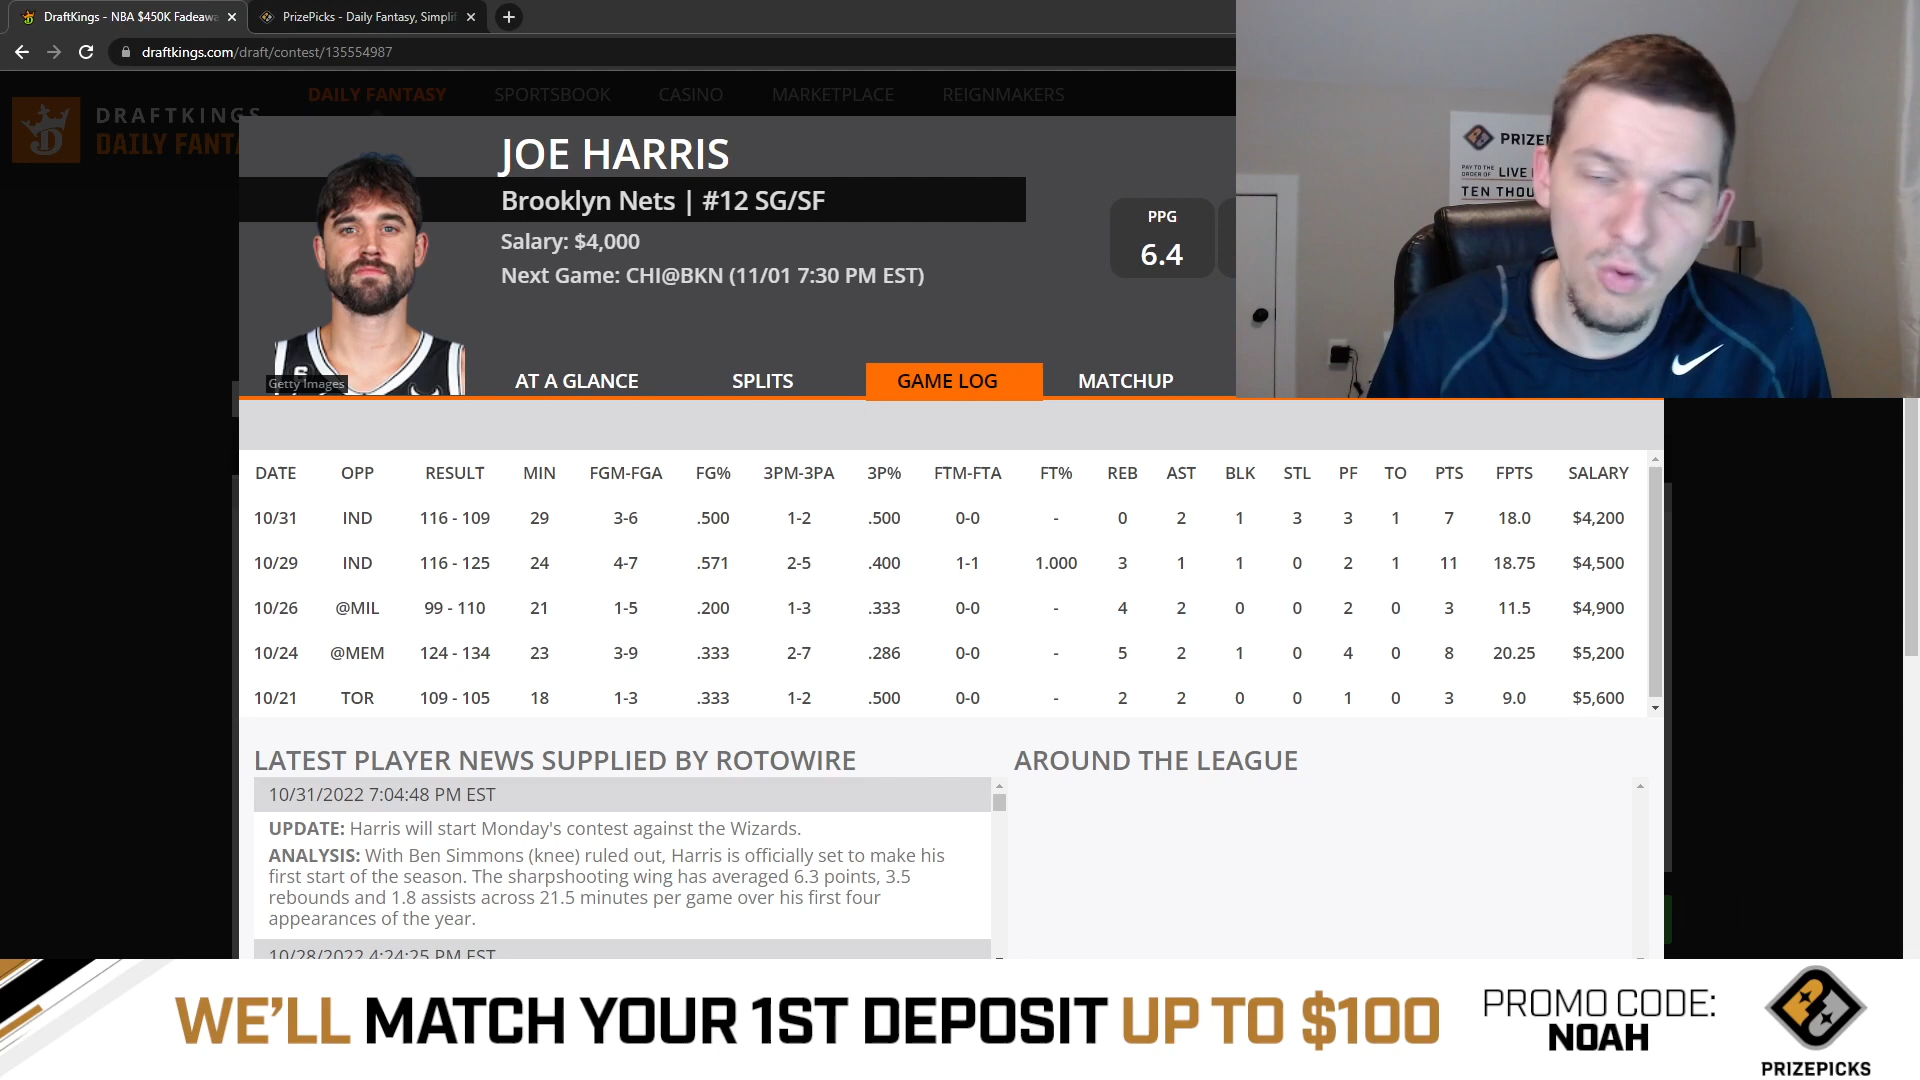 DraftKings - NBA $450K Fadeawa
PrizePicks - Daily Fantasy, Simplif
draftkings.com/draft/contest/135554987
DAILY FANTASY SPORTSBOOK CASINO MARKETPLACE REIGNMAKERS
DRAFTKINGS
DAILY FANTA
JOE HARRIS
Brooklyn Nets | #12 SG/SF
Salary: $4,000
Next Game: CHI@BKN (11/01 7:30 PM EST)
PPG
6.4
Getty Images
AT A GLANCE SPLITS GAME LOG MATCHUP
DATE OPP RESULT MIN FGM-FGA FG% 3PM-3PA 3P% FTM-FTA FT% REB AST BLK STL PF TO PTS FPTS SALARY
10/31 IND 116 - 109 29 3-6 .500 1-2 .500 0-0 - 0 2 1 3 3 1 7 18.0 $4,200
10/29 IND 116 - 125 24 4-7 .571 2-5 .400 1-1 1.000 3 1 1 0 2 1 11 18.75 $4,500
10/26 @MIL 99 - 110 21 1-5 .200 1-3 .333 0-0 - 4 2 0 0 2 0 3 11.5 $4,900
10/24 @MEM 124 - 134 23 3-9 .333 2-7 .286 0-0 - 5 2 1 0 4 0 8 20.25 $5,200
10/21 TOR 109 - 105 18 1-3 .333 1-2 .500 0-0 - 2 2 0 0 1 0 3 9.0 $5,600
LATEST PLAYER NEWS SUPPLIED BY ROTOWIRE
10/31/2022 7:04:48 PM EST
UPDATE: Harris will start Monday's contest against the Wizards.
ANALYSIS: With Ben Simmons (knee) ruled out, Harris is officially set to make his
first start of the season. The sharpshooting wing has averaged 6.3 points, 3.5
rebounds and 1.8 assists across 21.5 minutes per game over his first four
appearances of the year.
10/28/2022 4:24:25 PM EST
AROUND THE LEAGUE
PRIZE
PAY TO THE
ORDER OF
LIVE
TEN THOU
WE'LL MATCH YOUR 1ST DEPOSIT UP TO $100
PROMO CODE:
NOAH
PRIZEPICKS